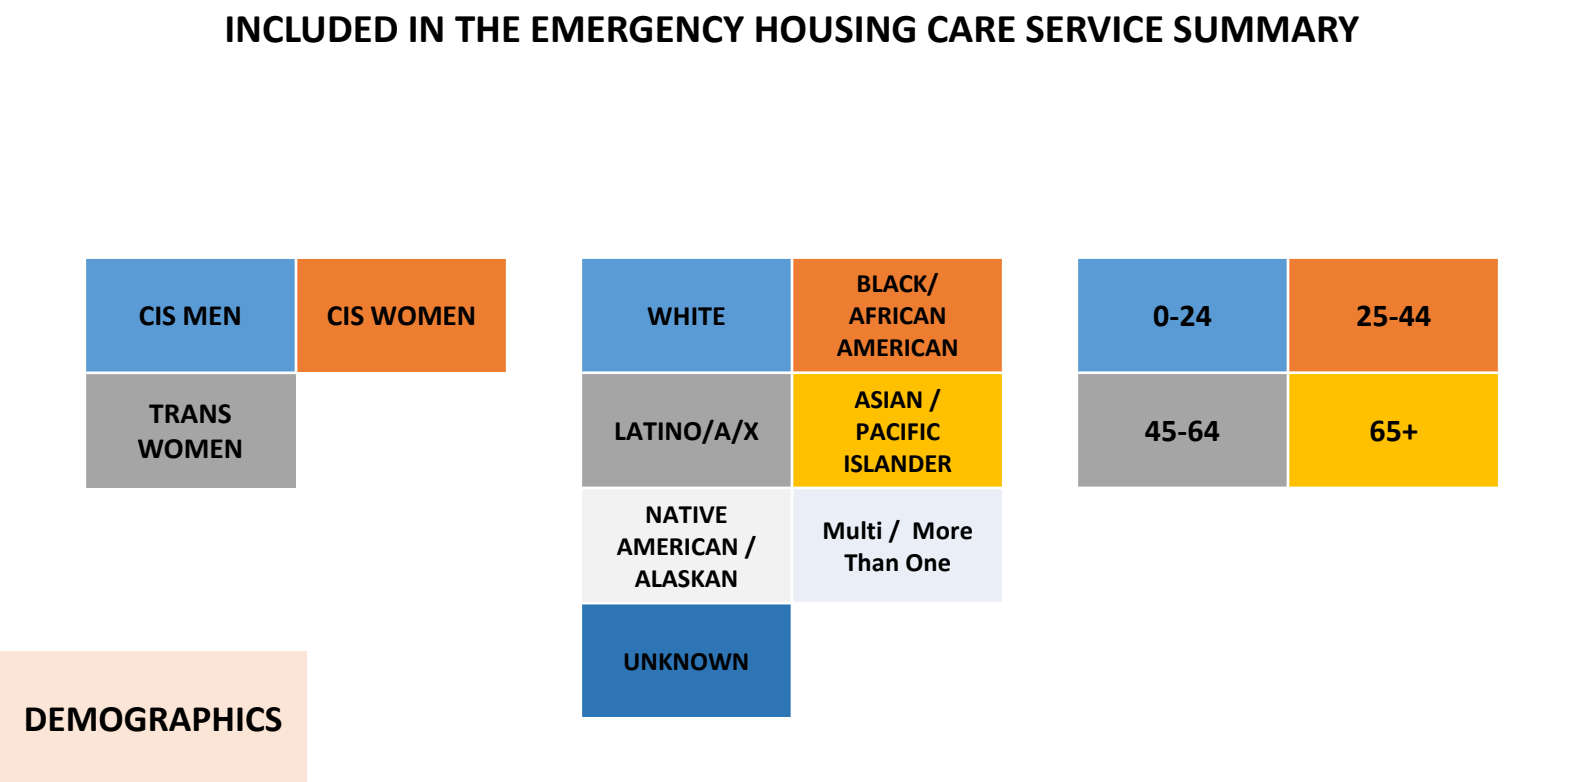 INCLUDED IN THE EMERGENCY HOUSING CARE SERVICE SUMMARY
CIS MEN
CIS WOMEN
TRANS
WOMEN
WHITE
BLACK/
AFRICAN
AMERICAN
LATINO/A/X
ASIAN /
PACIFIC
ISLANDER
NATIVE
AMERICAN /
ALASKAN
Multi / More
Than One
UNKNOWN
0-24
25-44
45-64
65+
DEMOGRAPHICS